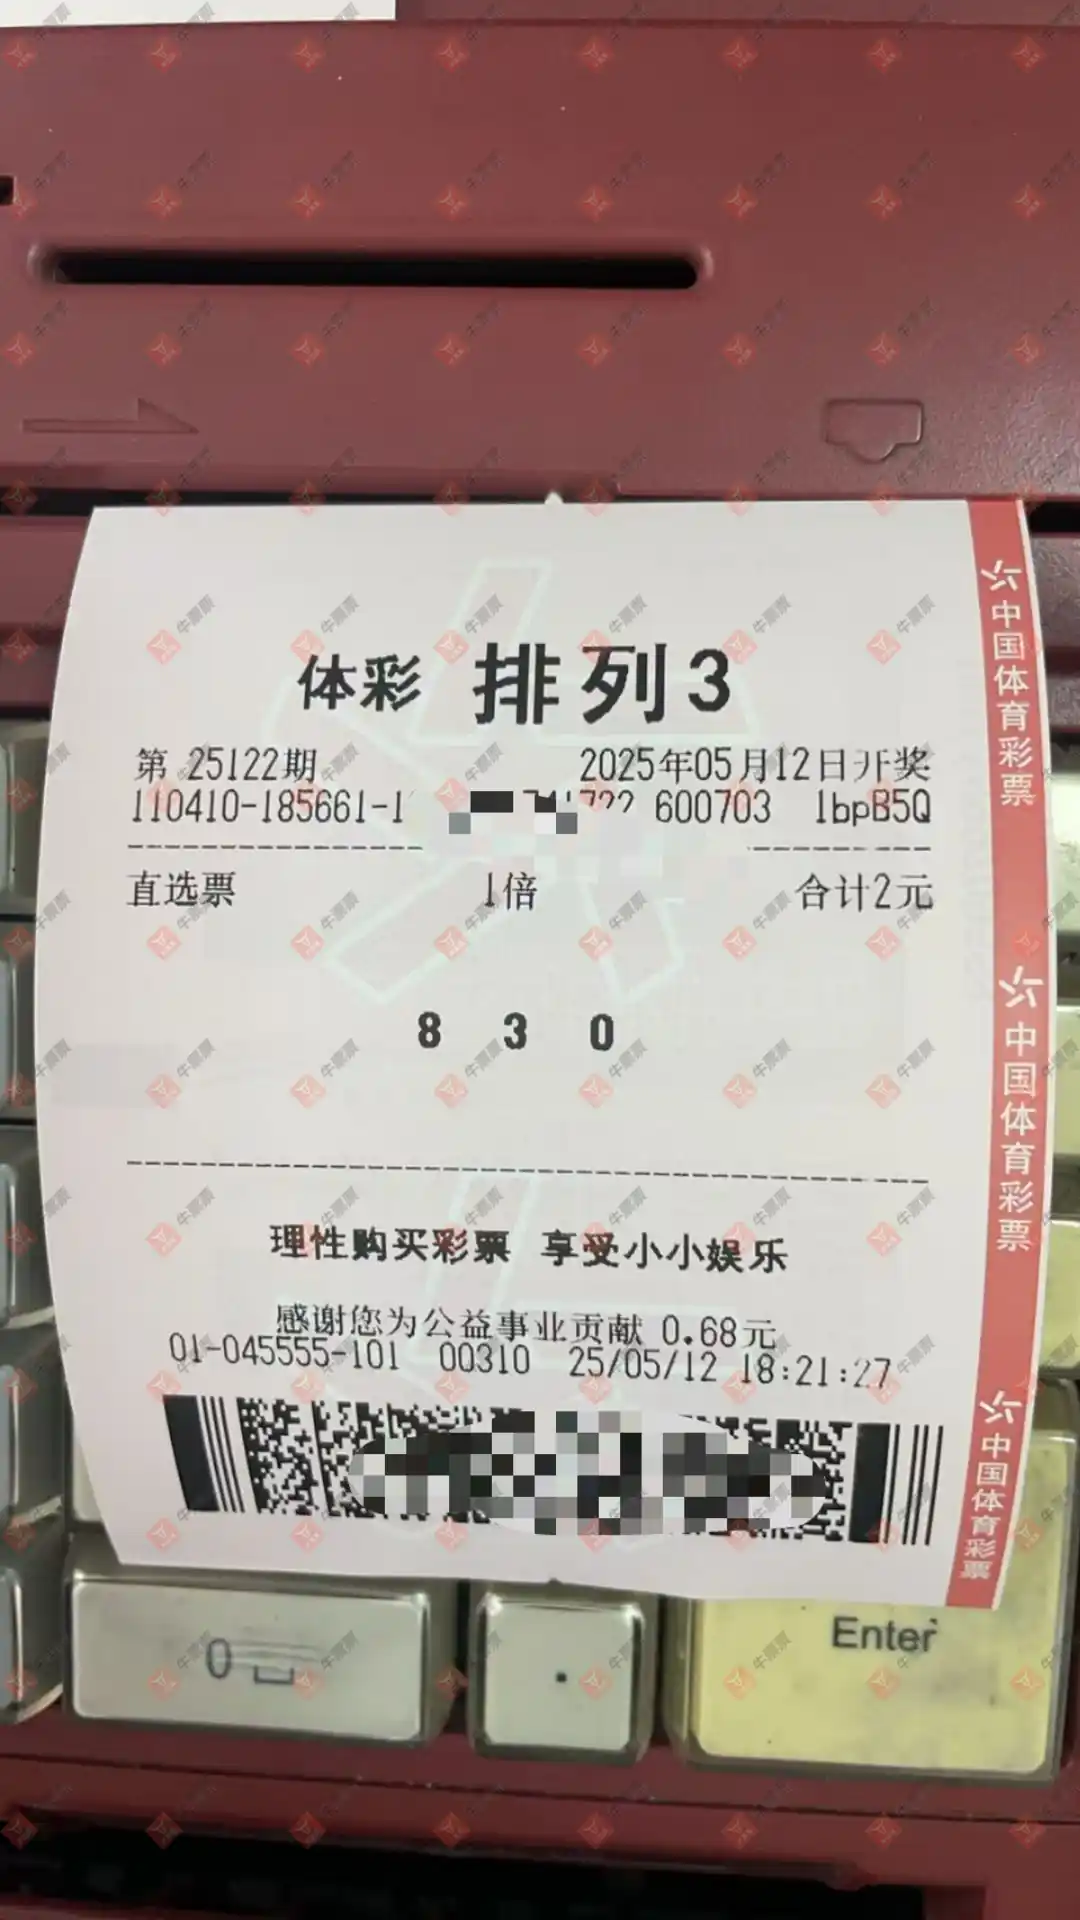 体彩 排列3
第 25122期 2025年05月12日开奖
110410-185661-1 600703 1bpB5Q
直选票 1倍 合计2元
8 3 0
理性购买彩票 享受小小娱乐
感谢您为公益事业贡献 0.68元
01-045555-101 00310 25/05/12 18:21:27
中国体育彩票
中国体育彩票
中国体育彩票
0
.
Enter
牛票票